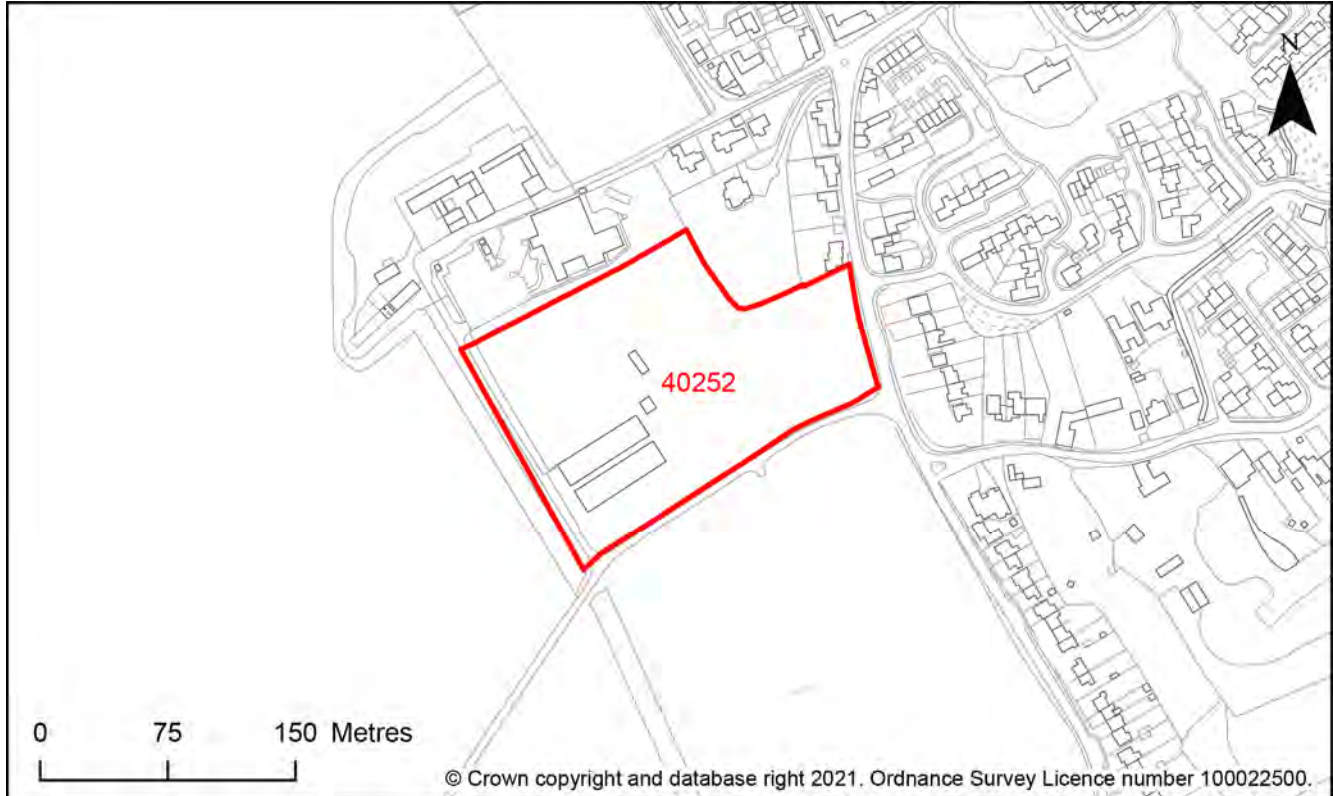 N
40252
0 75 150 Metres
© Crown copyright and database right 2021. Ordnance Survey Licence number 100022500.